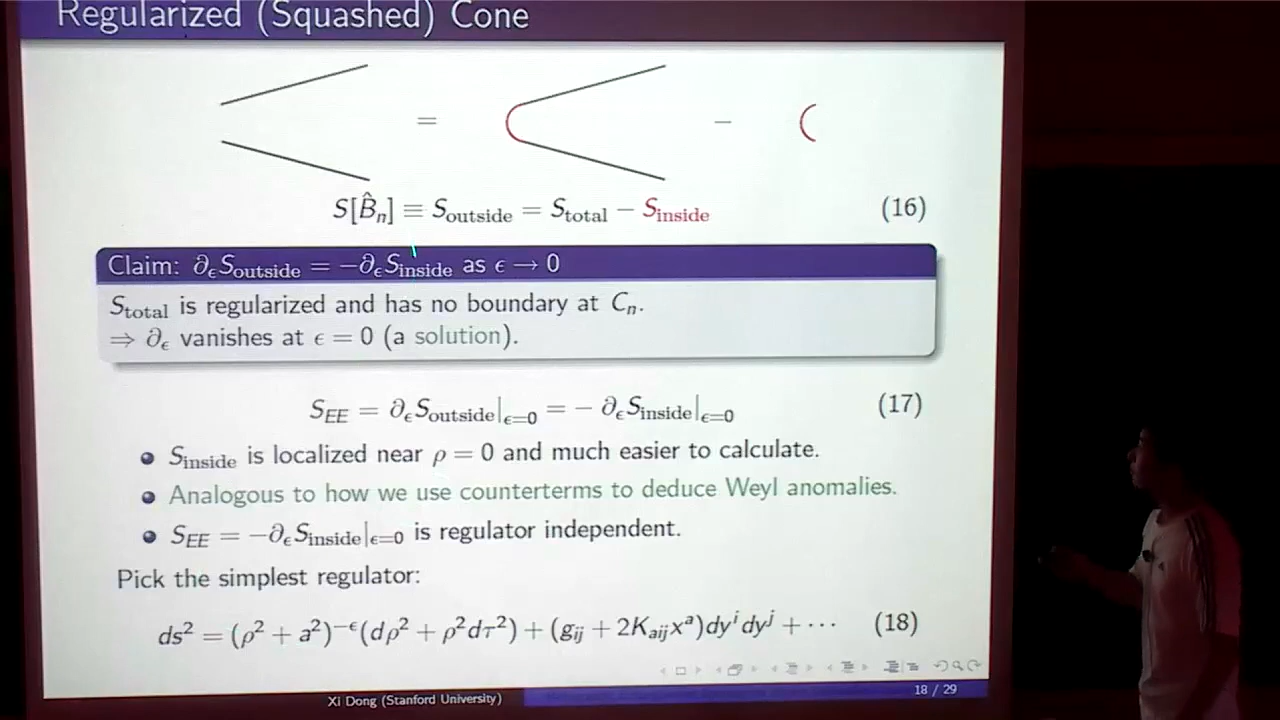 Regularized (Squashed) Cone
= −
S[B̂ₙ] ≡ S_outside = S_total − S_inside (16)
Claim: ∂_ϵ S_outside = −∂_ϵ S_inside as ϵ → 0
S_total is regularized and has no boundary at Cₙ.
⇒ ∂_ϵ vanishes at ϵ = 0 (a solution).
S_EE = ∂_ϵ S_outside|_ϵ=0 = − ∂_ϵ S_inside|_ϵ=0 (17)
S_inside is localized near ρ = 0 and much easier to calculate.
Analogous to how we use counterterms to deduce Weyl anomalies.
S_EE = −∂_ϵ S_inside|_ϵ=0 is regulator independent.
Pick the simplest regulator:
ds² = (ρ² + a²)^−ϵ (dρ² + ρ²dτ²) + (g_ij + 2K_aij x^a)dy^i dy^j + ··· (18)
Xi Dong (Stanford University) 18 / 29